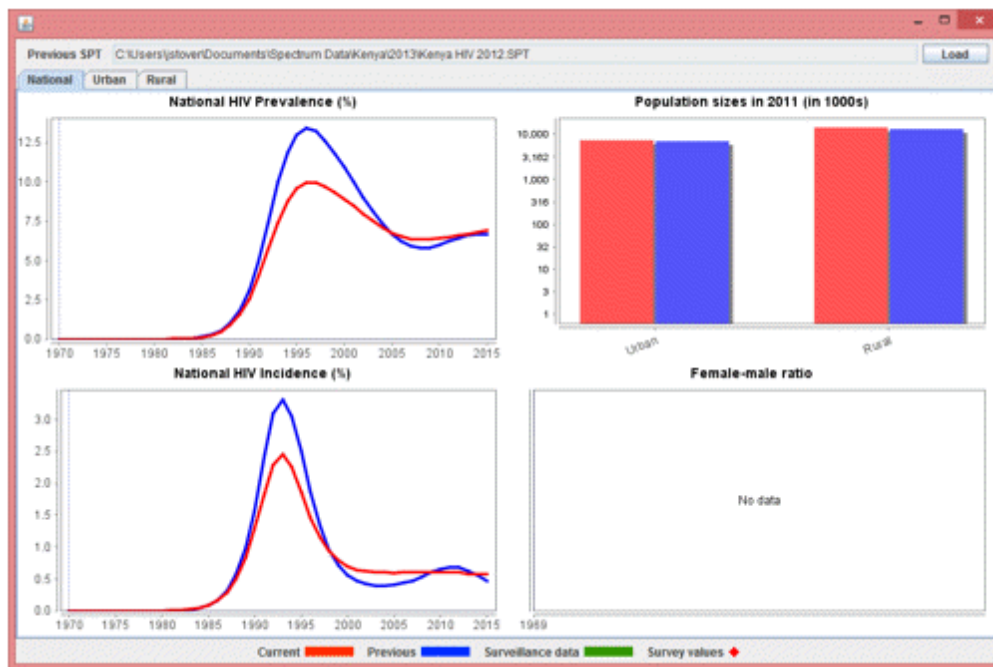 Previous SPT C:\Users\jstover\Documents\Spectrum Data\Kenya\2013\Kenya HIV 2012.SPT Load
National Urban Rural
National HIV Prevalence (%)
12.5
10.0
7.5
5.0
2.5
0.0
1970 1975 1980 1985 1990 1995 2000 2005 2010 2015
Population sizes in 2011 (in 1000s)
10,000
3,162
1,000
316
100
32
10
3
1
Urban Rural
National HIV Incidence (%)
3.0
2.5
2.0
1.5
1.0
0.5
0.0
1970 1975 1980 1985 1990 1995 2000 2005 2010 2015
Female-male ratio
No data
1969
Current Previous Surveillance data Survey values